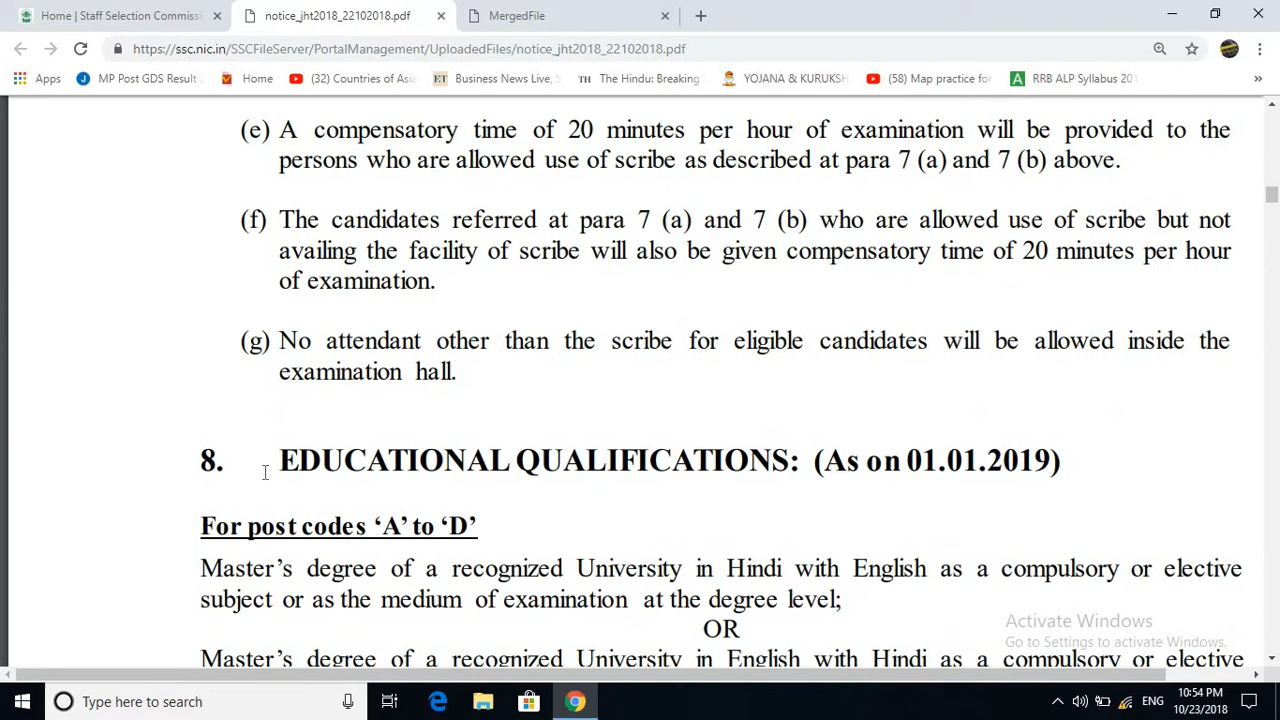 Home | Staff Selection Commissi
notice_jht2018_22102018.pdf
MergedFile
https://ssc.nic.in/SSCFileServer/PortalManagement/UploadedFiles/notice_jht2018_22102018.pdf
Apps
MP Post GDS Result
Home
(32) Countries of Asia
Business News Live, S
The Hindu: Breaking
YOJANA & KURUKSH
(58) Map practice for
RRB ALP Syllabus 201
»
(e) A compensatory time of 20 minutes per hour of examination will be provided to the
persons who are allowed use of scribe as described at para 7 (a) and 7 (b) above.
(f) The candidates referred at para 7 (a) and 7 (b) who are allowed use of scribe but not
availing the facility of scribe will also be given compensatory time of 20 minutes per hour
of examination.
(g) No attendant other than the scribe for eligible candidates will be allowed inside the
examination hall.
8. EDUCATIONAL QUALIFICATIONS: (As on 01.01.2019)
For post codes ‘A’ to ‘D’
Master’s degree of a recognized University in Hindi with English as a compulsory or elective
subject or as the medium of examination at the degree level;
OR
Master’s degree of a recognized University in English with Hindi as a compulsory or elective
Activate Windows
Go to Settings to activate Windows.
Type here to search
ENG
10:54 PM
10/23/2018